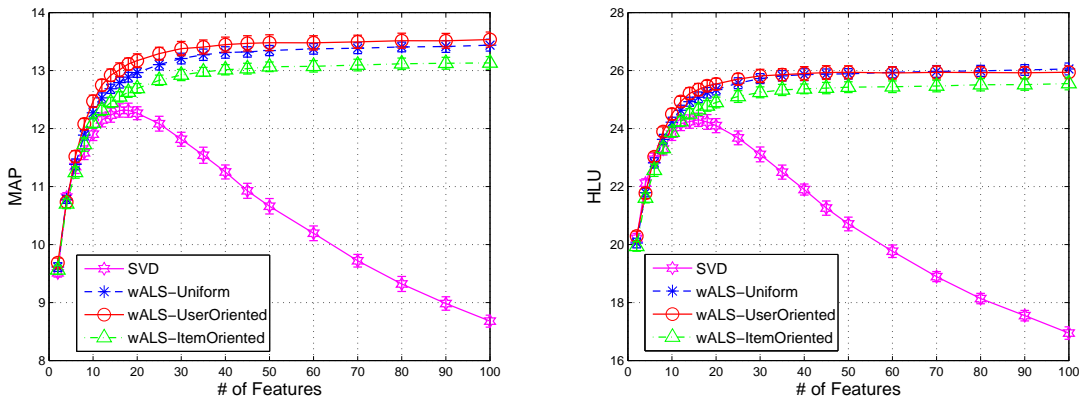 14
13
12
11
10
9
8
MAP
0 10 20 30 40 50 60 70 80 90 100
# of Features
SVD
wALS−Uniform
wALS−UserOriented
wALS−ItemOriented
28
26
24
22
20
18
16
HLU
0 10 20 30 40 50 60 70 80 90 100
# of Features
SVD
wALS−Uniform
wALS−UserOriented
wALS−ItemOriented